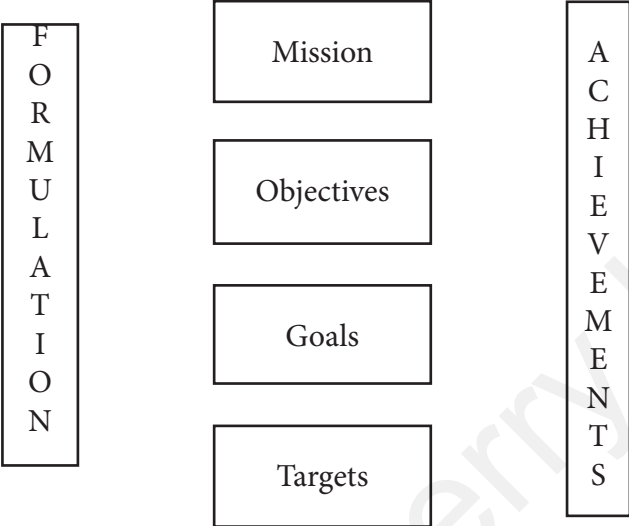 FORMULATION
Mission
Objectives
Goals
Targets
ACHIEVEMENTS